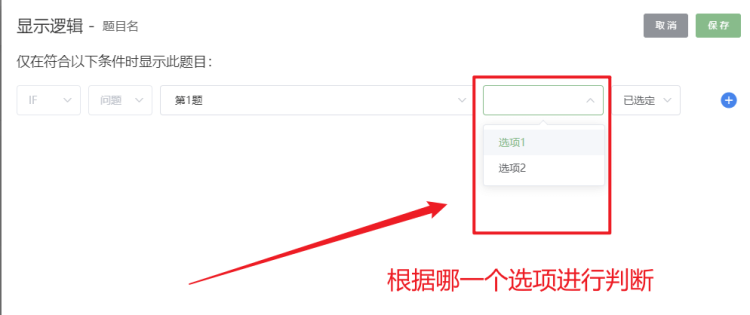 显示逻辑 - 题目名
取消
保存
仅在符合以下条件时显示此题目:
IF
问题
第1题
已选定
选项1
选项2
根据哪一个选项进行判断